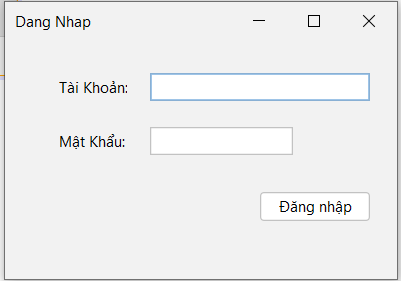 Dang Nhap
Tài Khoản:
Mật Khẩu:
Đăng nhập